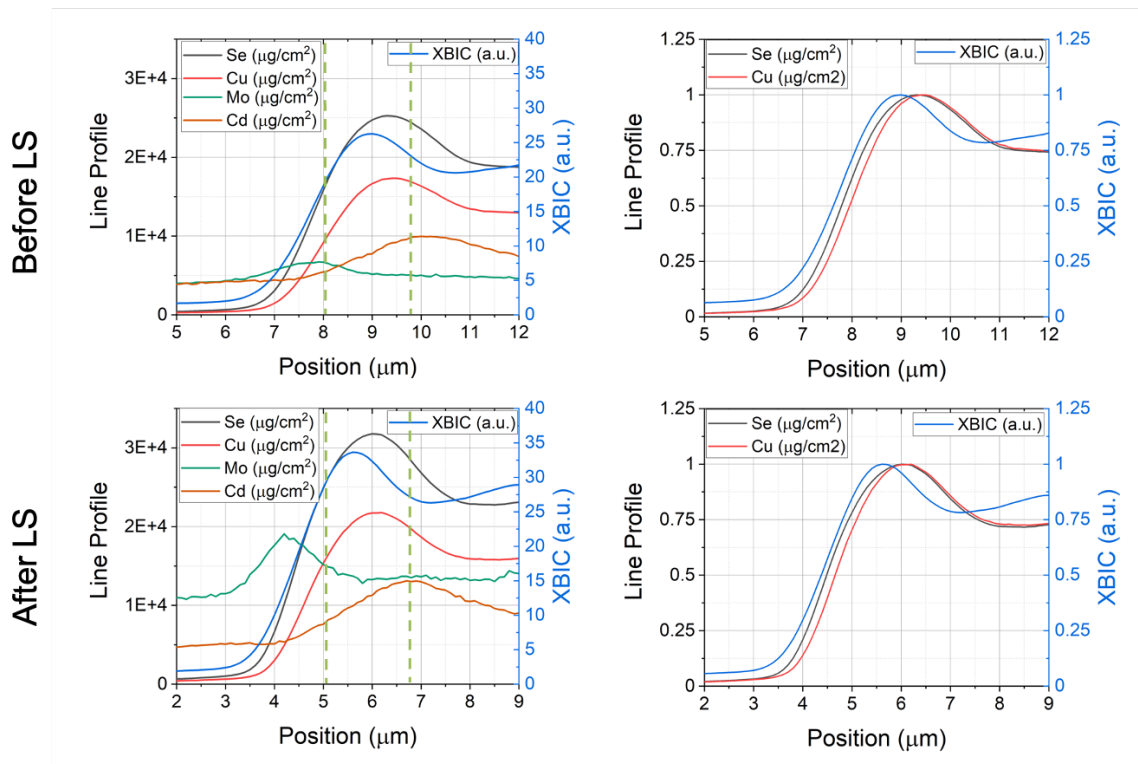 Before LS
Se (μg/cm²)
Cu (μg/cm²)
Mo (μg/cm²)
Cd (μg/cm²)
XBIC (a.u.)
Line Profile
3E+4
2E+4
1E+4
0
40
35
30
25
20
15
10
5
0
XBIC (a.u.)
5 6 7 8 9 10 11 12
Position (μm)
Se (μg/cm²)
Cu (μg/cm2)
XBIC (a.u.)
Line Profile
1.25
1
0.75
0.5
0.25
0
1.25
1
0.75
0.5
0.25
0
XBIC (a.u.)
5 6 7 8 9 10 11 12
Position (μm)
After LS
Se (μg/cm²)
Cu (μg/cm²)
Mo (μg/cm²)
Cd (μg/cm²)
XBIC (a.u.)
Line Profile
3E+4
2E+4
1E+4
0
40
35
30
25
20
15
10
5
0
XBIC (a.u.)
2 3 4 5 6 7 8 9
Position (μm)
Se (μg/cm²)
Cu (μg/cm2)
XBIC (a.u.)
Line Profile
1.25
1
0.75
0.5
0.25
0
1.25
1
0.75
0.5
0.25
0
XBIC (a.u.)
2 3 4 5 6 7 8 9
Position (μm)